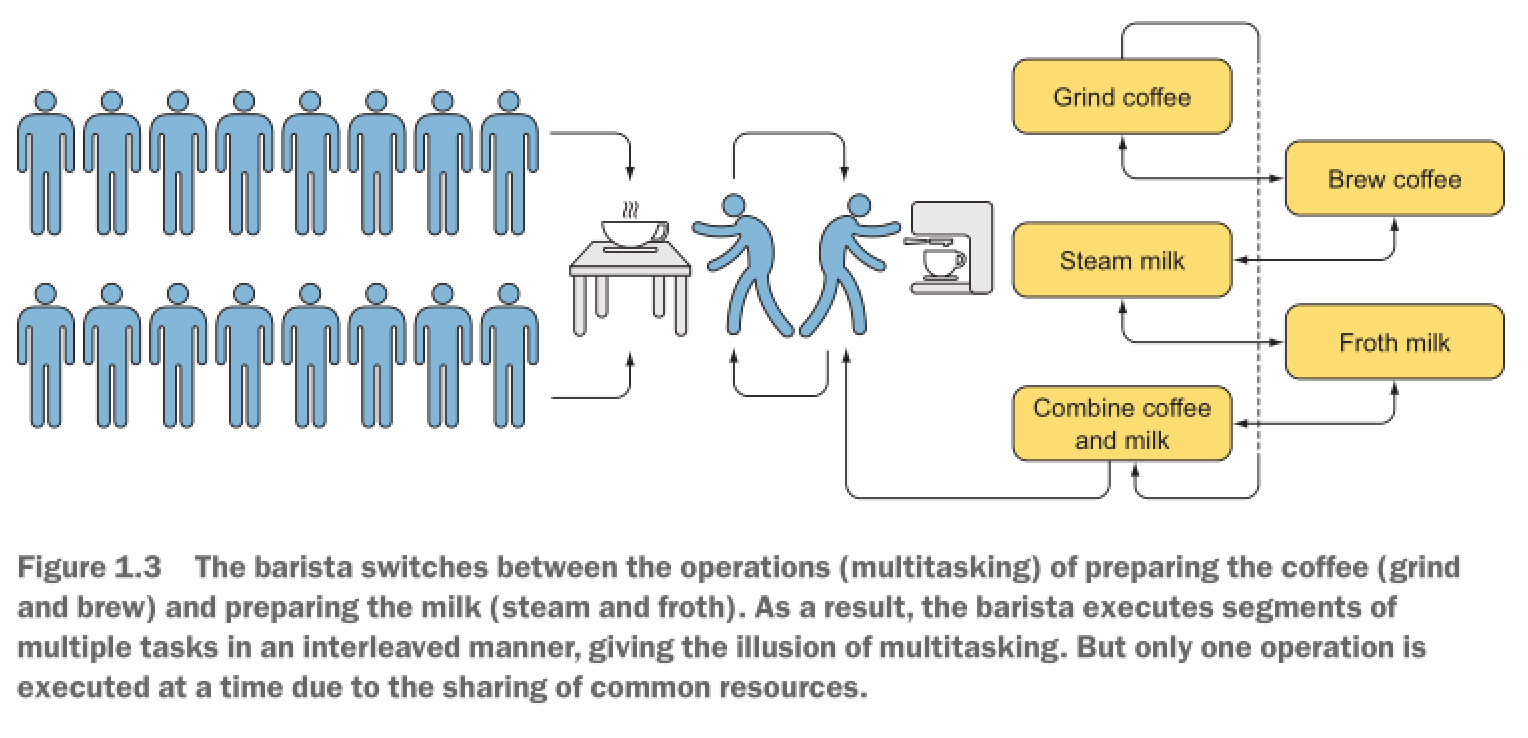 Grind coffee
Brew coffee
Steam milk
Froth milk
Combine coffee
and milk
Figure 1.3 The barista switches between the operations (multitasking) of preparing the coffee (grind
and brew) and preparing the milk (steam and froth). As a result, the barista executes segments of
multiple tasks in an interleaved manner, giving the illusion of multitasking. But only one operation is
executed at a time due to the sharing of common resources.